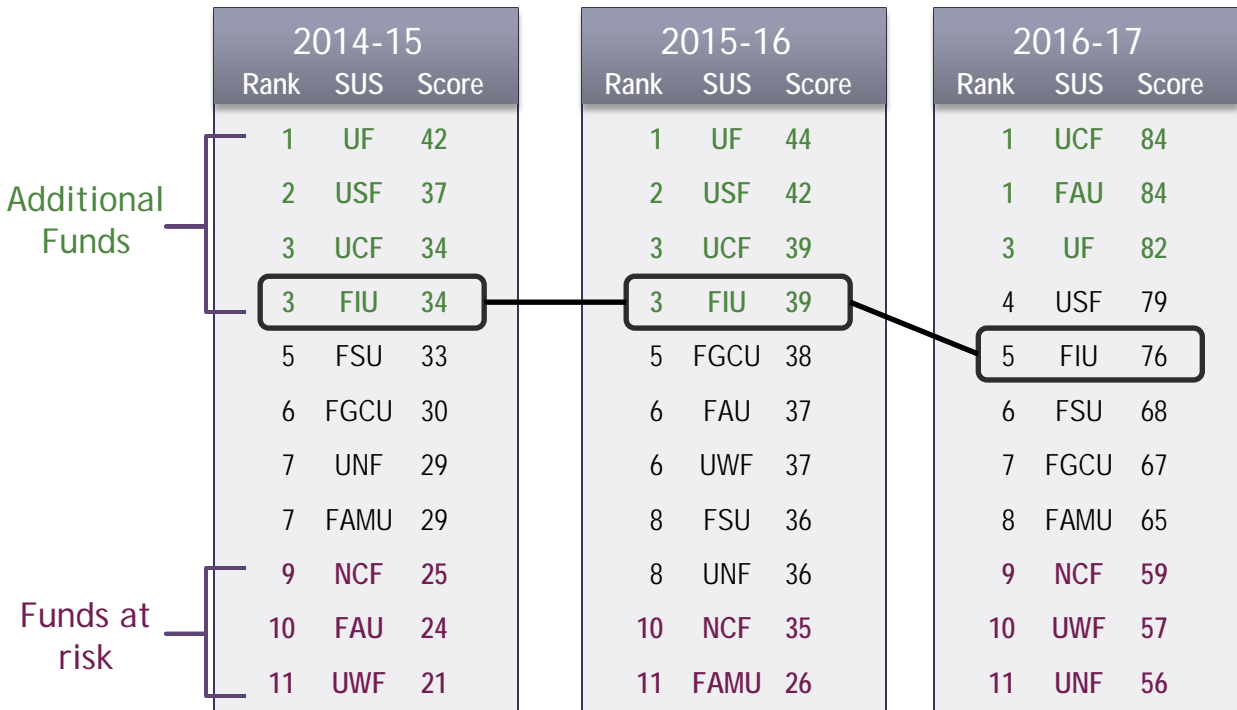 2014-15 2015-16 2016-17
Rank SUS Score Rank SUS Score Rank SUS Score
1 UF 42 1 UF 44 1 UCF 84
Additional
Funds
2 USF 37 2 USF 42 1 FAU 84
3 UCF 34 3 UCF 39 3 UF 82
3 FIU 34 3 FIU 39 4 USF 79
5 FSU 33 5 FGCU 38 5 FIU 76
6 FGCU 30 6 FAU 37 6 FSU 68
7 UNF 29 6 UWF 37 7 FGCU 67
7 FAMU 29 8 FSU 36 8 FAMU 65
9 NCF 25 8 UNF 36 9 NCF 59
Funds at
risk
10 FAU 24 10 NCF 35 10 UWF 57
11 UWF 21 11 FAMU 26 11 UNF 56